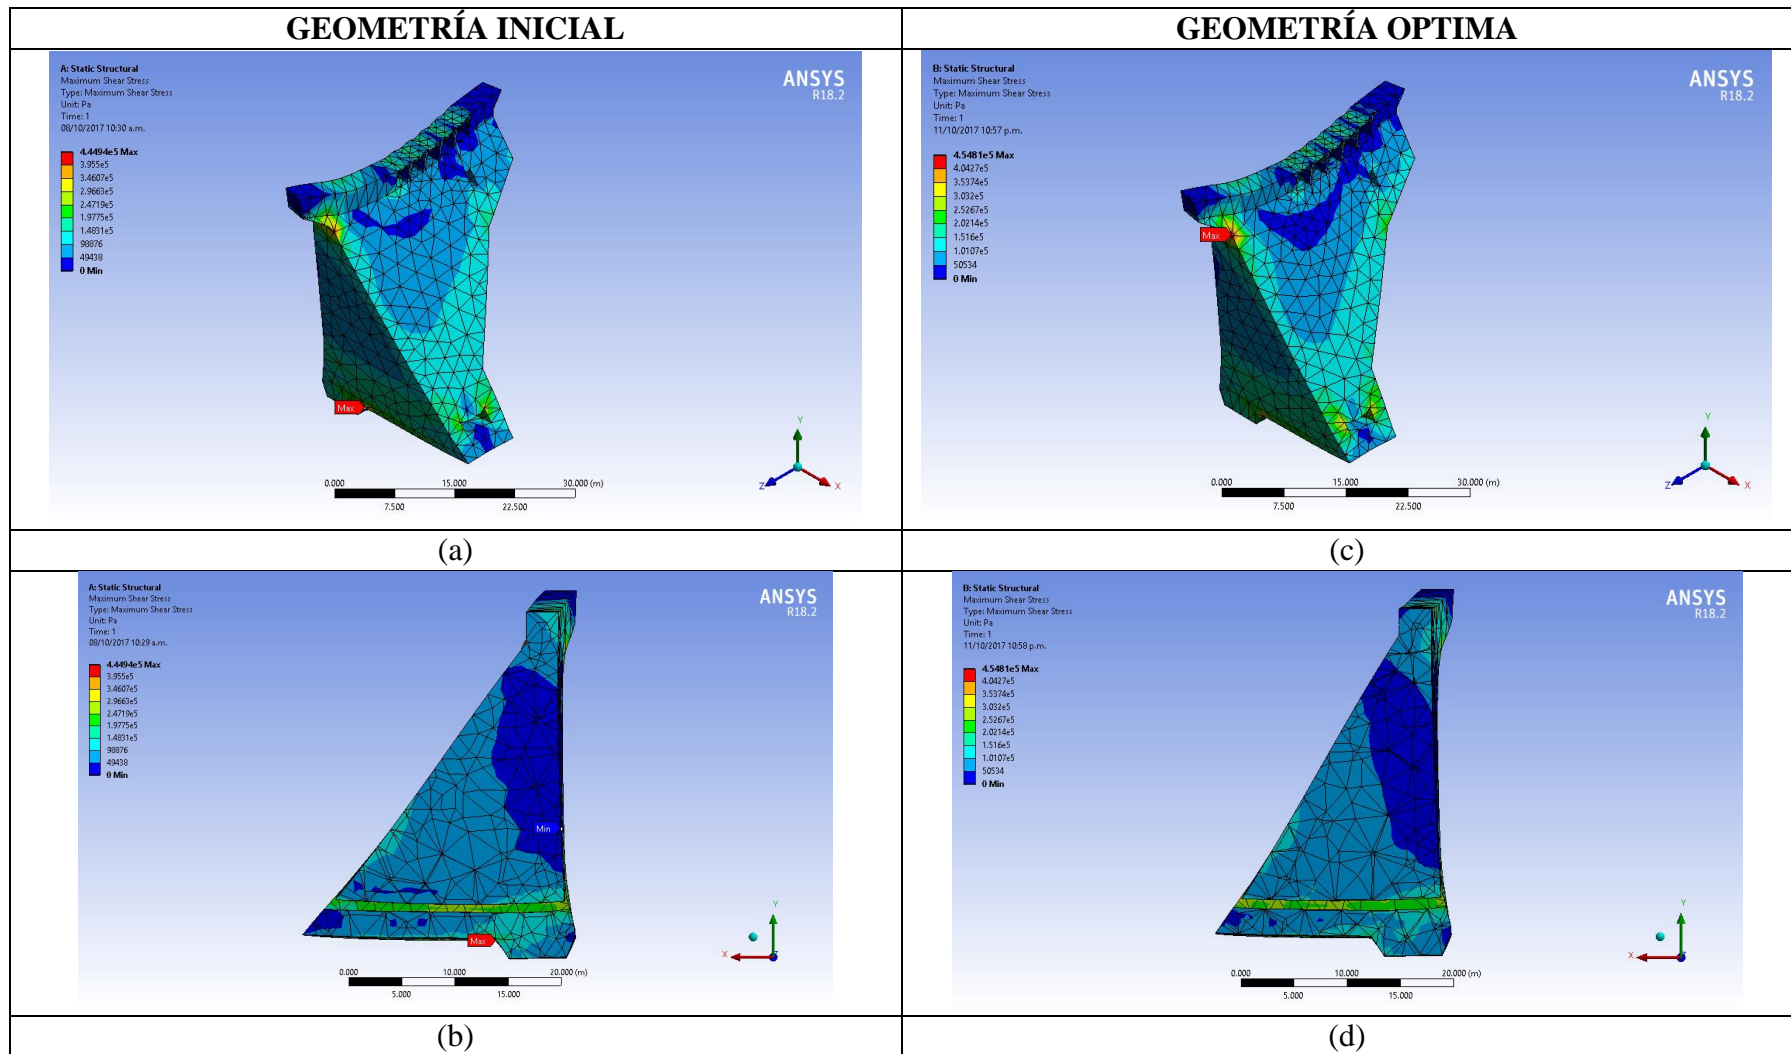 GEOMETRÍA INICIAL
GEOMETRÍA OPTIMA
A: Static Structural
Maximum Shear Stress
Type: Maximum Shear Stress
Unit: Pa
Time: 1
08/10/2017 10:30 a.m.
4.4494e5 Max
3.955e5
3.4607e5
2.9663e5
2.4719e5
1.9775e5
1.4831e5
98876
49438
0 Min
ANSYS
R18.2
Max
0.000
15.000
30.000 (m)
7.500
22.500
Y
Z
X
B: Static Structural
Maximum Shear Stress
Type: Maximum Shear Stress
Unit: Pa
Time: 1
11/10/2017 10:57 p.m.
4.5481e5 Max
4.0427e5
3.5374e5
3.032e5
2.5267e5
2.0214e5
1.516e5
1.0107e5
50534
0 Min
ANSYS
R18.2
Max
0.000
15.000
30.000 (m)
7.500
22.500
Y
Z
X
(a)
(c)
A: Static Structural
Maximum Shear Stress
Type: Maximum Shear Stress
Unit: Pa
Time: 1
08/10/2017 10:29 a.m.
4.4494e5 Max
3.955e5
3.4607e5
2.9663e5
2.4719e5
1.9775e5
1.4831e5
98876
49438
0 Min
ANSYS
R18.2
Min
Max
0.000
10.000
20.000 (m)
5.000
15.000
Y
X
Z
B: Static Structural
Maximum Shear Stress
Type: Maximum Shear Stress
Unit: Pa
Time: 1
11/10/2017 10:58 p.m.
4.5481e5 Max
4.0427e5
3.5374e5
3.032e5
2.5267e5
2.0214e5
1.516e5
1.0107e5
50534
0 Min
ANSYS
R18.2
0.000
10.000
20.000 (m)
5.000
15.000
Y
X
(b)
(d)